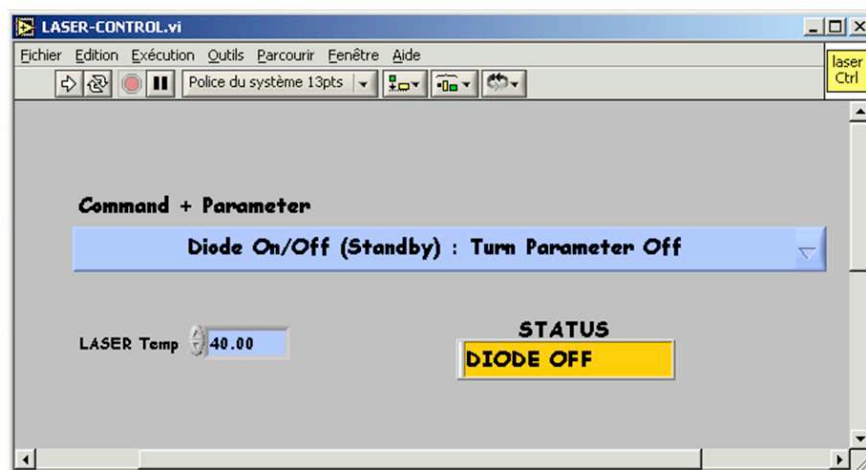 LASER-CONTROL.vi
Fichier Edition Exécution Outils Parcourir Fenêtre Aide
Police du système 13pts
laser
Ctrl
Command + Parameter
Diode On/Off (Standby) : Turn Parameter Off
LASER Temp 40.00
STATUS
DIODE OFF